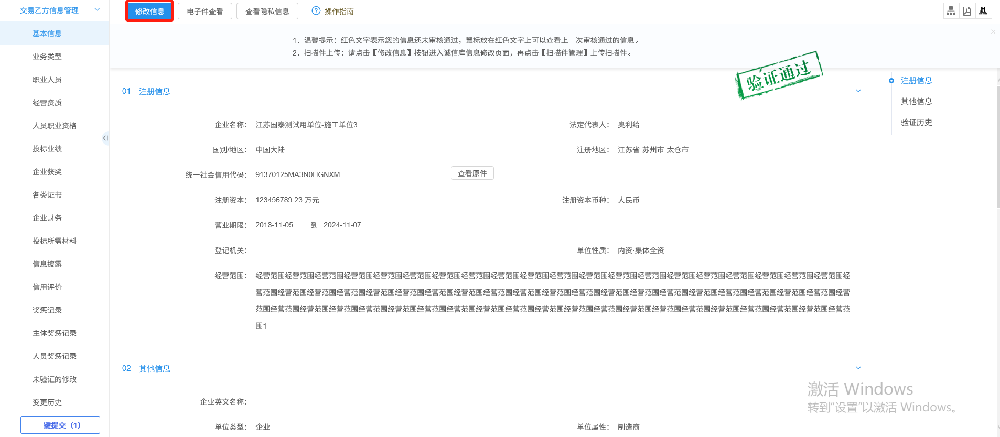 交易乙方信息管理
基本信息
业务类型
职业人员
经营资质
人员职业资格
投标业绩
企业获奖
各类证书
企业财务
投标所需材料
信息披露
信用评价
奖惩记录
主体奖惩记录
人员奖惩记录
未验证的修改
变更历史
一键提交（1）
修改信息 电子件查看 查看隐私信息 ? 操作指南
H
HISTORY
1、温馨提示：红色文字表示您的信息还未审核通过，鼠标放在红色文字上可以查看上一次审核通过的信息。
2、扫描件上传：请点击【修改信息】按钮进入诚信库信息修改页面，再点击【扫描件管理】上传扫描件。
验证通过
注册信息
其他信息
验证历史
01 注册信息
企业名称： 江苏国泰测试用单位-施工单位3 法定代表人： 奥利给
国别/地区： 中国大陆 注册地区： 江苏省·苏州市·太仓市
统一社会信用代码： 91370125MA3N0HGNXM 查看原件
注册资本： 123456789.23 万元 注册资本币种： 人民币
营业期限： 2018-11-05 到 2024-11-07
登记机关： 单位性质： 内资·集体全资
经营范围： 经营范围经营范围经营范围经营范围经营范围经营范围经营范围经营范围经营范围经营范围经营范围经营范围经营范围经营范围经营范围经营范围经营范围经营范围经营范围经营范围经
营范围经营范围经营范围经营范围经营范围经营范围经营范围经营范围经营范围经营范围经营范围经营范围经营范围经营范围经营范围经营范围经营范围经营范围经营范围经营范围经营
范围经营范围经营范围经营范围经营范围经营范围经营范围经营范围经营范围经营范围经营范围经营范围经营范围经营范围经营范围经营范围经营范围经营范围经营范围经营范围经营范
围1
02 其他信息
企业英文名称：
单位类型： 企业 单位属性： 制造商
激活 Windows
转到“设置”以激活 Windows。